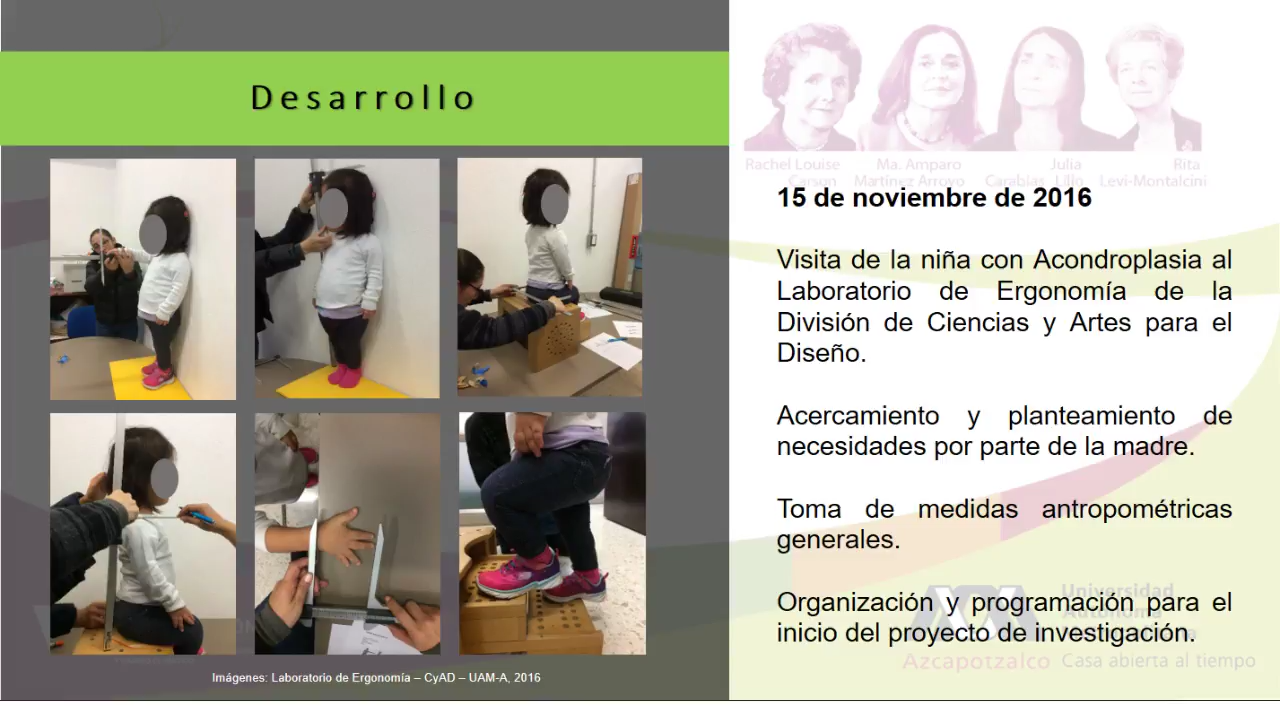 Desarrollo
Rachel Louise
Carson
Ma. Amparo
Martínez Arroyo
Julia
Carabias Lillo
Rita
Levi-Montalcini
15 de noviembre de 2016
Visita de la niña con Acondroplasia al
Laboratorio de Ergonomía de la
División de Ciencias y Artes para el
Diseño.
Acercamiento y planteamiento de
necesidades por parte de la madre.
Toma de medidas antropométricas
generales.
Organización y programación para el
inicio del proyecto de investigación.
Universidad
Autónoma
Azcapotzalco
Casa abierta al tiempo
Imágenes: Laboratorio de Ergonomía – CyAD – UAM-A, 2016